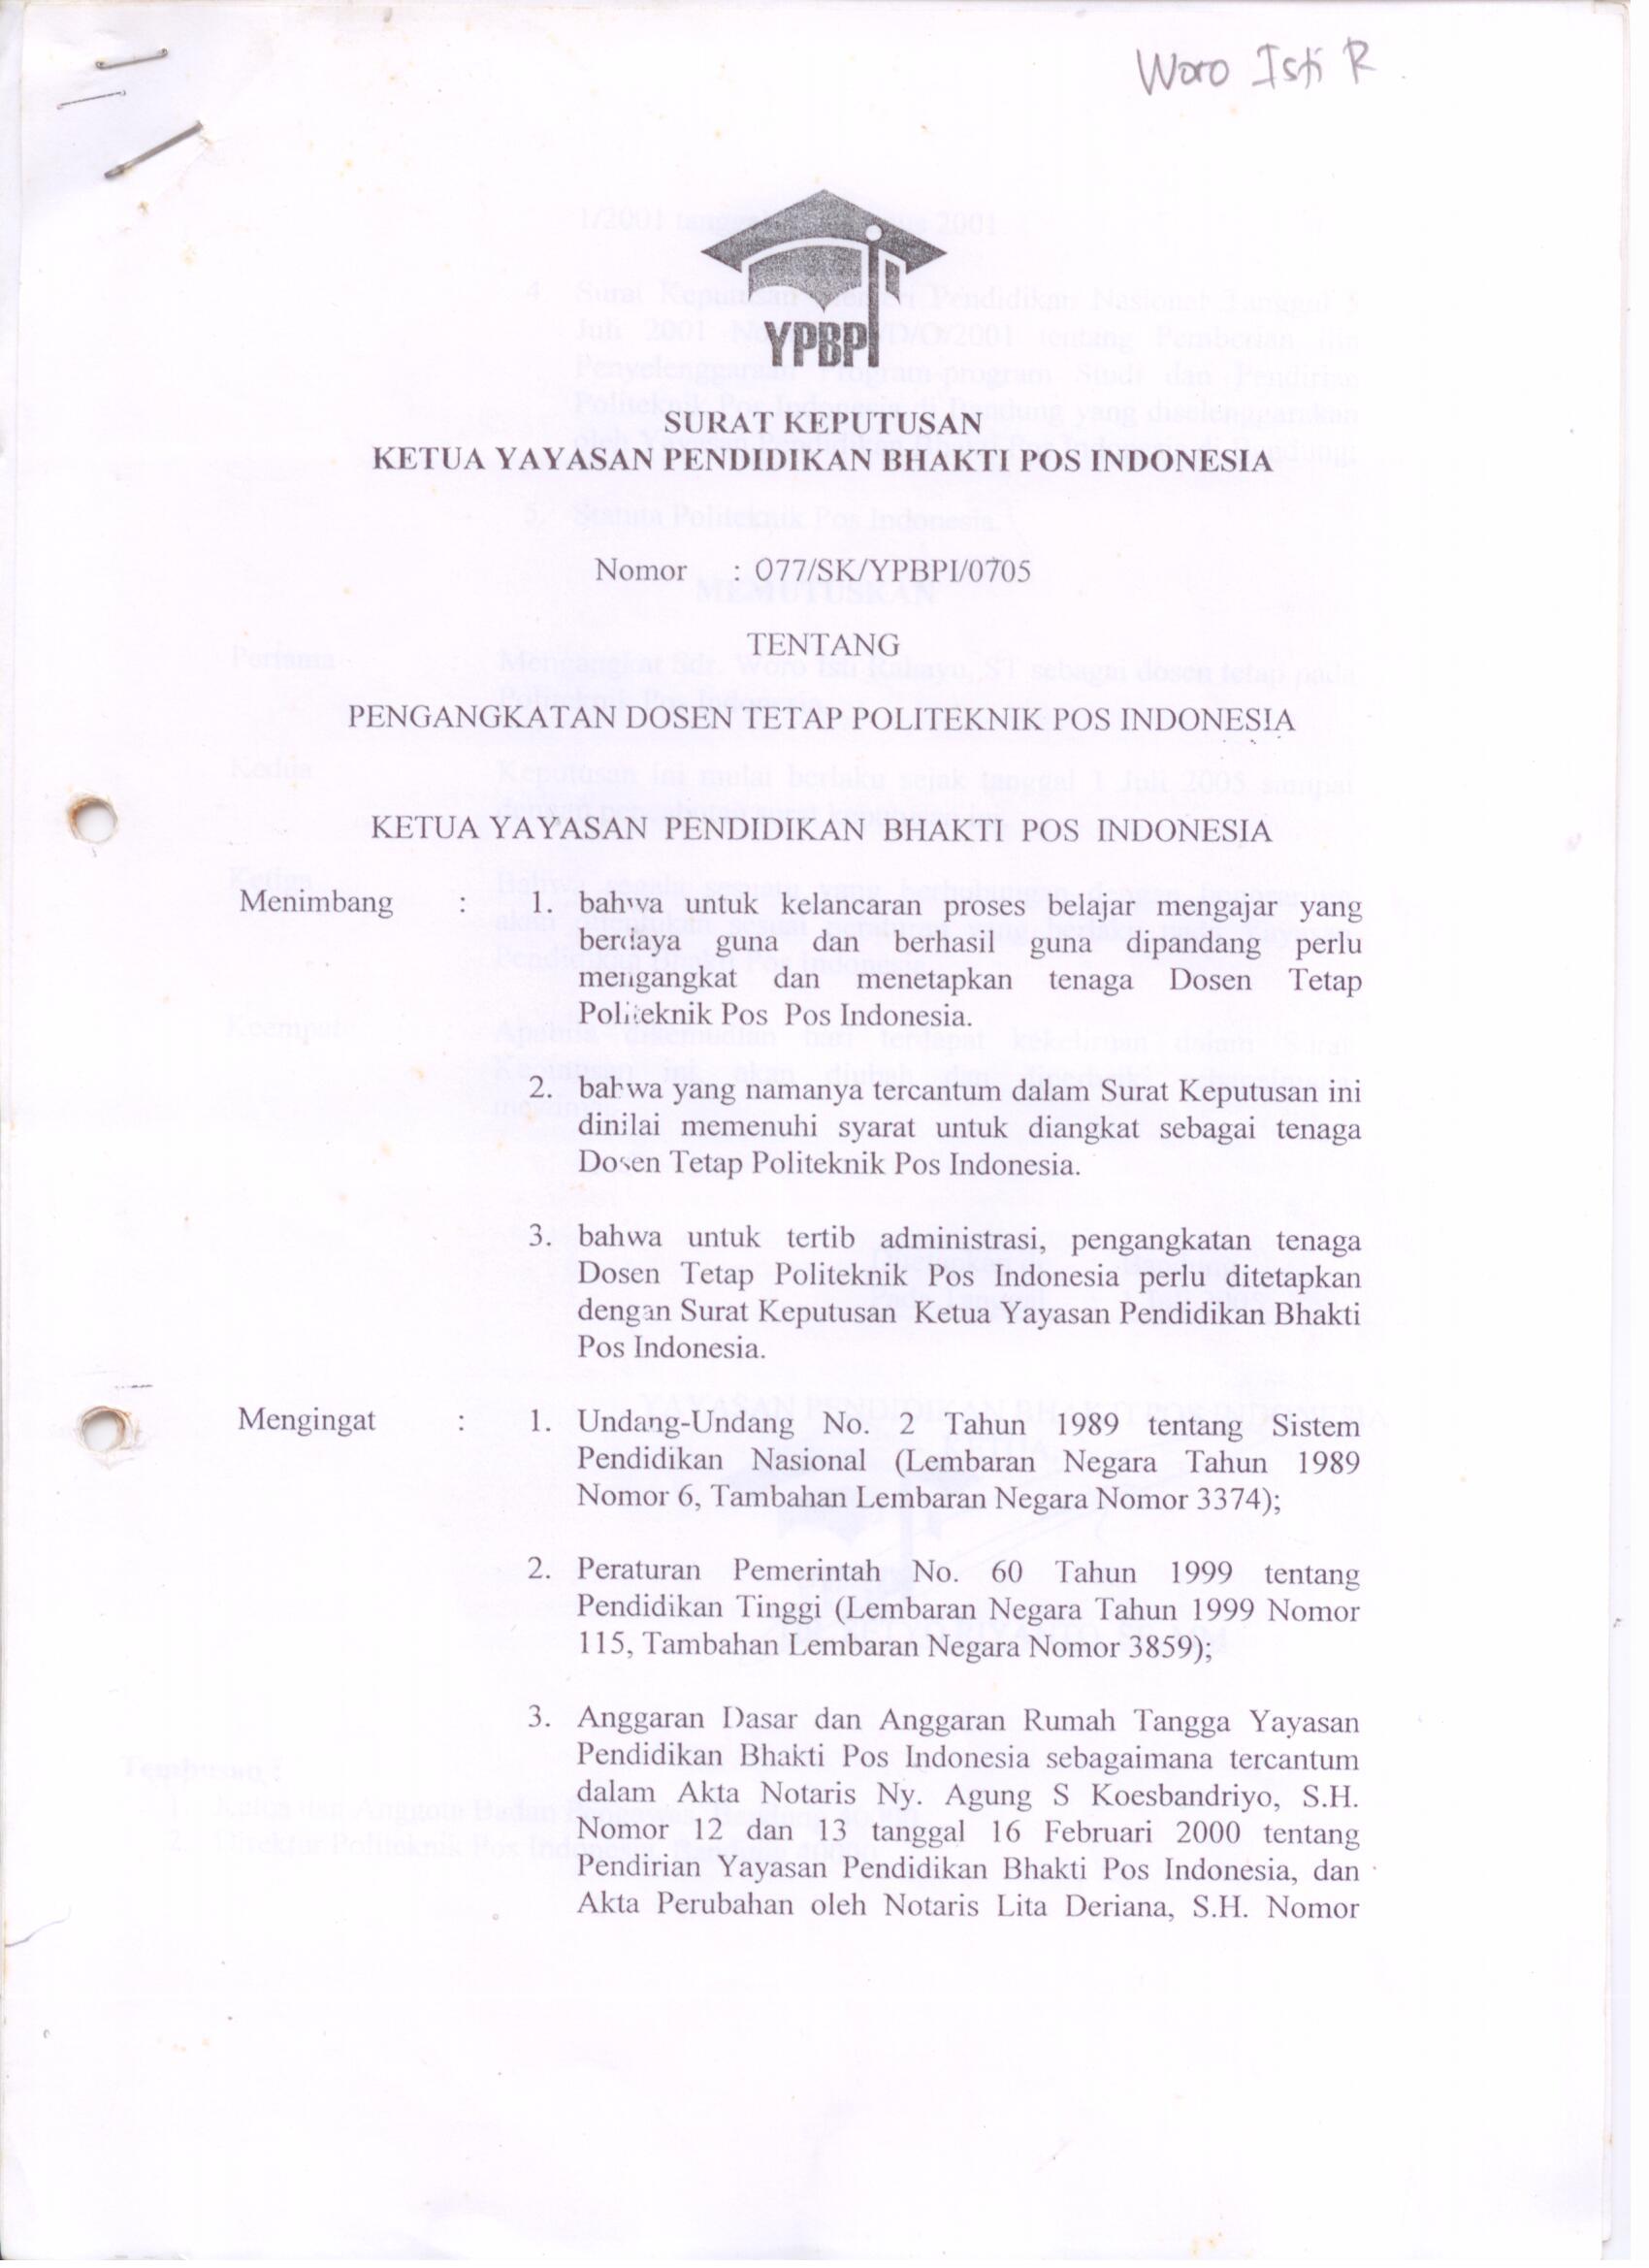 Woro Isti R
YPBPI
SURAT KEPUTUSAN
KETUA YAYASAN PENDIDIKAN BHAKTI POS INDONESIA
Nomor : 077/SK/YPBPI/0705
TENTANG
PENGANGKATAN DOSEN TETAP POLITEKNIK POS INDONESIA
KETUA YAYASAN PENDIDIKAN BHAKTI POS INDONESIA
Menimbang : 1. bahwa untuk kelancaran proses belajar mengajar yang
berdaya guna dan berhasil guna dipandang perlu
mengangkat dan menetapkan tenaga Dosen Tetap
Politeknik Pos Pos Indonesia.
2. bahwa yang namanya tercantum dalam Surat Keputusan ini
dinilai memenuhi syarat untuk diangkat sebagai tenaga
Dosen Tetap Politeknik Pos Indonesia.
3. bahwa untuk tertib administrasi, pengangkatan tenaga
Dosen Tetap Politeknik Pos Indonesia perlu ditetapkan
dengan Surat Keputusan Ketua Yayasan Pendidikan Bhakti
Pos Indonesia.
Mengingat : 1. Undang-Undang No. 2 Tahun 1989 tentang Sistem
Pendidikan Nasional (Lembaran Negara Tahun 1989
Nomor 6, Tambahan Lembaran Negara Nomor 3374);
2. Peraturan Pemerintah No. 60 Tahun 1999 tentang
Pendidikan Tinggi (Lembaran Negara Tahun 1999 Nomor
115, Tambahan Lembaran Negara Nomor 3859);
3. Anggaran Dasar dan Anggaran Rumah Tangga Yayasan
Pendidikan Bhakti Pos Indonesia sebagaimana tercantum
dalam Akta Notaris Ny. Agung S Koesbandriyo, S.H.
Nomor 12 dan 13 tanggal 16 Februari 2000 tentang
Pendirian Yayasan Pendidikan Bhakti Pos Indonesia, dan
Akta Perubahan oleh Notaris Lita Deriana, S.H. Nomor